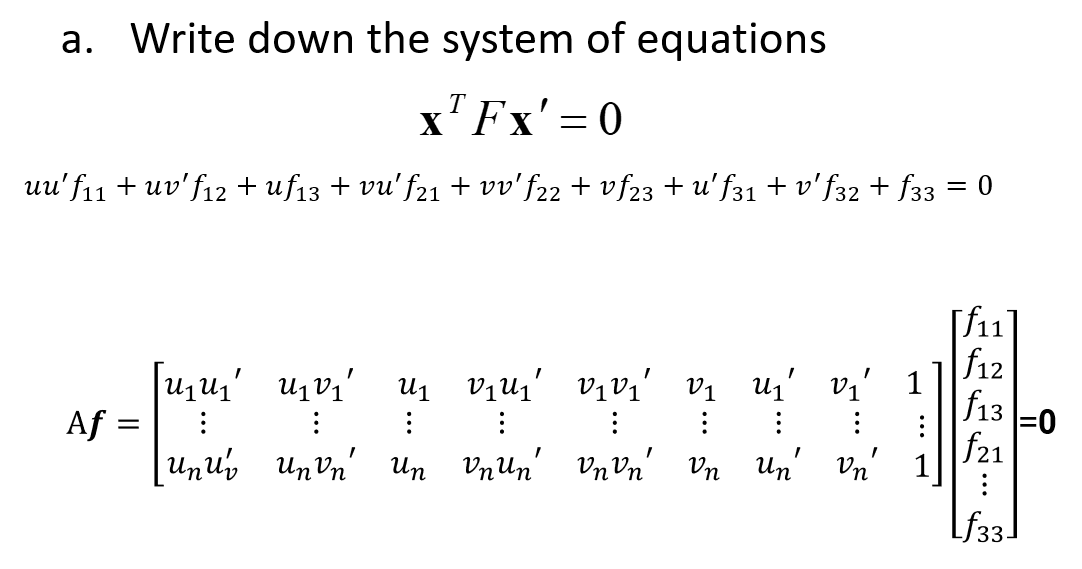 a. Write down the system of equations
𝐱ᵀ F𝐱′ = 0
uu′f₁₁ + uv′f₁₂ + uf₁₃ + vu′f₂₁ + vv′f₂₂ + vf₂₃ + u′f₃₁ + v′f₃₂ + f₃₃ = 0
A𝒇 = [u₁u₁′ u₁v₁′ u₁ v₁u₁′ v₁v₁′ v₁ u₁′ v₁′ 1
⋮ ⋮ ⋮ ⋮ ⋮ ⋮ ⋮ ⋮ ⋮
uₙu′ᵥ uₙvₙ′ uₙ vₙuₙ′ vₙvₙ′ vₙ uₙ′ vₙ′ 1]
[f₁₁
f₁₂
f₁₃
f₂₁
⋮
f₃₃]
=0